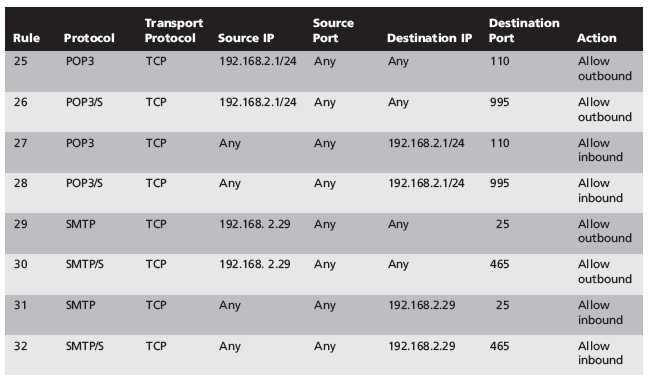 Rule Protocol Transport Protocol Source IP Source Port Destination IP Destination Port Action
25 POP3 TCP 192.168.2.1/24 Any Any 110 Allow outbound
26 POP3/S TCP 192.168.2.1/24 Any Any 995 Allow outbound
27 POP3 TCP Any Any 192.168.2.1/24 110 Allow inbound
28 POP3/S TCP Any Any 192.168.2.1/24 995 Allow inbound
29 SMTP TCP 192.168. 2.29 Any Any 25 Allow outbound
30 SMTP/S TCP 192.168. 2.29 Any Any 465 Allow outbound
31 SMTP TCP Any Any 192.168.2.29 25 Allow inbound
32 SMTP/S TCP Any Any 192.168.2.29 465 Allow inbound